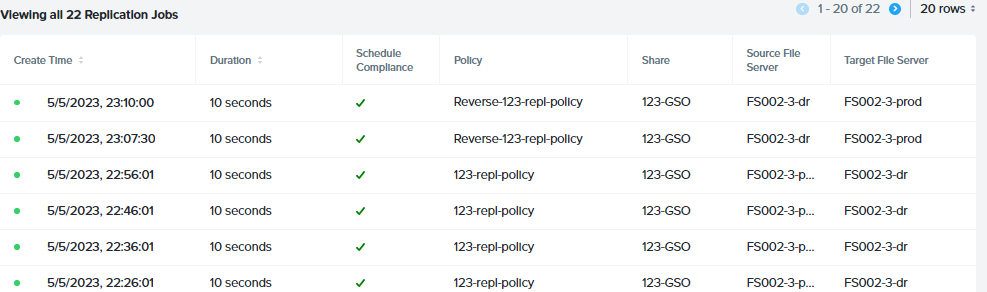 Viewing all 22 Replication Jobs
1 - 20 of 22
20 rows
Create Time Duration Schedule Compliance Policy Share Source File Server Target File Server
5/5/2023, 23:10:00 10 seconds Reverse-123-repl-policy 123-GSO FS002-3-dr FS002-3-prod
5/5/2023, 23:07:30 10 seconds Reverse-123-repl-policy 123-GSO FS002-3-dr FS002-3-prod
5/5/2023, 22:56:01 10 seconds 123-repl-policy 123-GSO FS002-3-p... FS002-3-dr
5/5/2023, 22:46:01 10 seconds 123-repl-policy 123-GSO FS002-3-p... FS002-3-dr
5/5/2023, 22:36:01 10 seconds 123-repl-policy 123-GSO FS002-3-p... FS002-3-dr
5/5/2023, 22:26:01 10 seconds 123-repl-policy 123-GSO FS002-3-p... FS002-3-dr